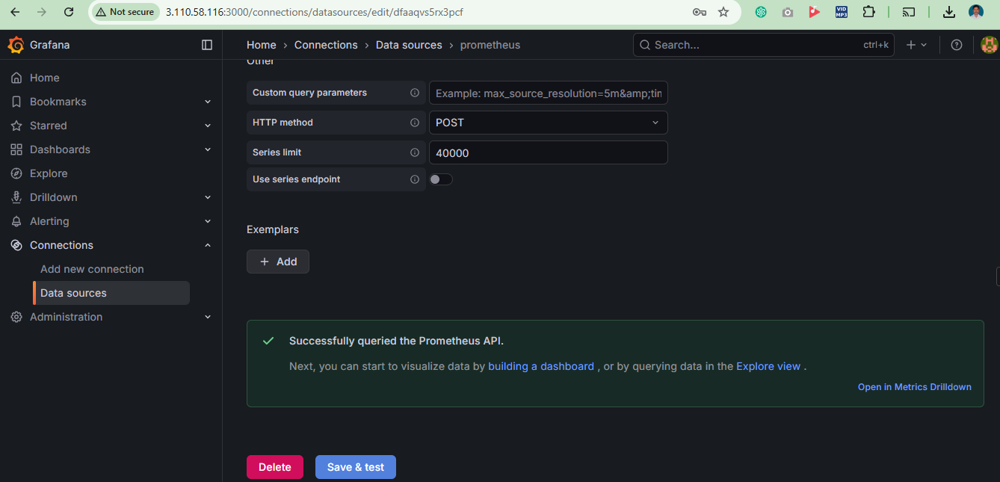 Not secure
3.110.58.116:3000/connections/datasources/edit/dfaaqvs5rx3pcf
VID
MP3
Grafana
Home › Connections › Data sources › prometheus
Search...
ctrl+k
Home
Bookmarks
Starred
Dashboards
Explore
Drilldown
Alerting
Connections
Add new connection
Data sources
Administration
Other
Custom query parameters
Example: max_source_resolution=5m&amp;tin
HTTP method
POST
Series limit
40000
Use series endpoint
Exemplars
+ Add
Successfully queried the Prometheus API.
Next, you can start to visualize data by building a dashboard , or by querying data in the Explore view .
Open in Metrics Drilldown
Delete
Save & test